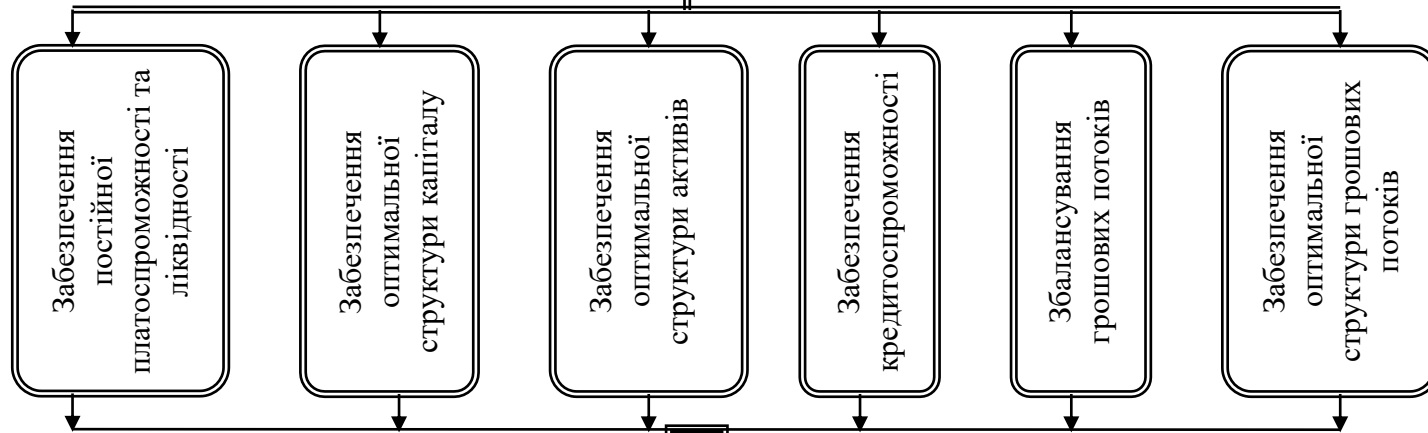 Забезпечення
постійної
платоспроможності та
ліквідності
Забезпечення
оптимальної
структури капіталу
Забезпечення
оптимальної
структури активів
Забезпечення
кредитоспроможності
Збалансування
грошових потоків
Забезпечення
оптимальної
структури грошових
потоків